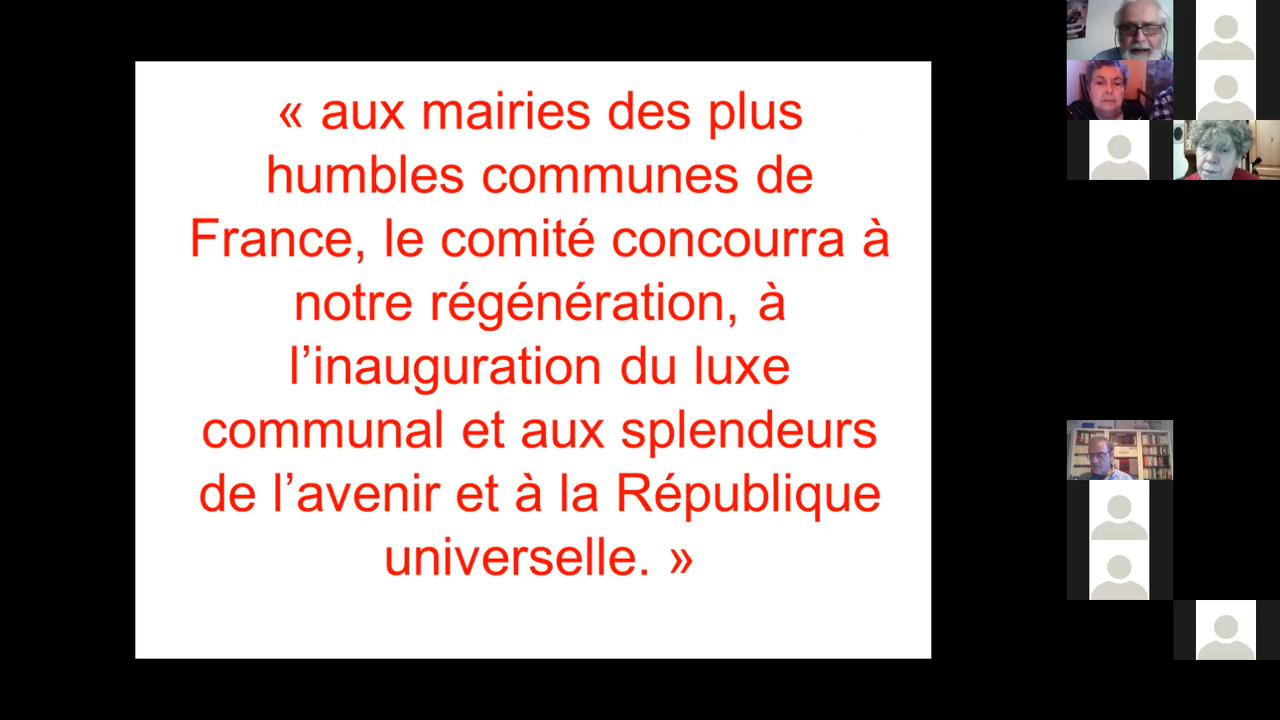 « aux mairies des plus
humbles communes de
France, le comité concourra à
notre régénération, à
l’inauguration du luxe
communal et aux splendeurs
de l’avenir et à la République
universelle. »